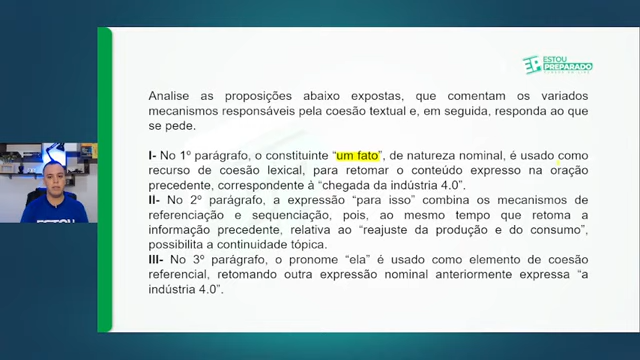 ESTOU
PREPARADO
Analise as proposições abaixo expostas, que comentam os variados
mecanismos responsáveis pela coesão textual e, em seguida, responda ao que
se pede.
I- No 1º parágrafo, o constituinte “um fato”, de natureza nominal, é usado como
recurso de coesão lexical, para retomar o conteúdo expresso na oração
precedente, correspondente à “chegada da indústria 4.0”.
II- No 2º parágrafo, a expressão “para isso” combina os mecanismos de
referenciação e sequenciação, pois, ao mesmo tempo que retoma a
informação precedente, relativa ao “reajuste da produção e do consumo”,
possibilita a continuidade tópica.
III- No 3º parágrafo, o pronome “ela” é usado como elemento de coesão
referencial, retomando outra expressão nominal anteriormente expressa “a
indústria 4.0”.
ESTOU